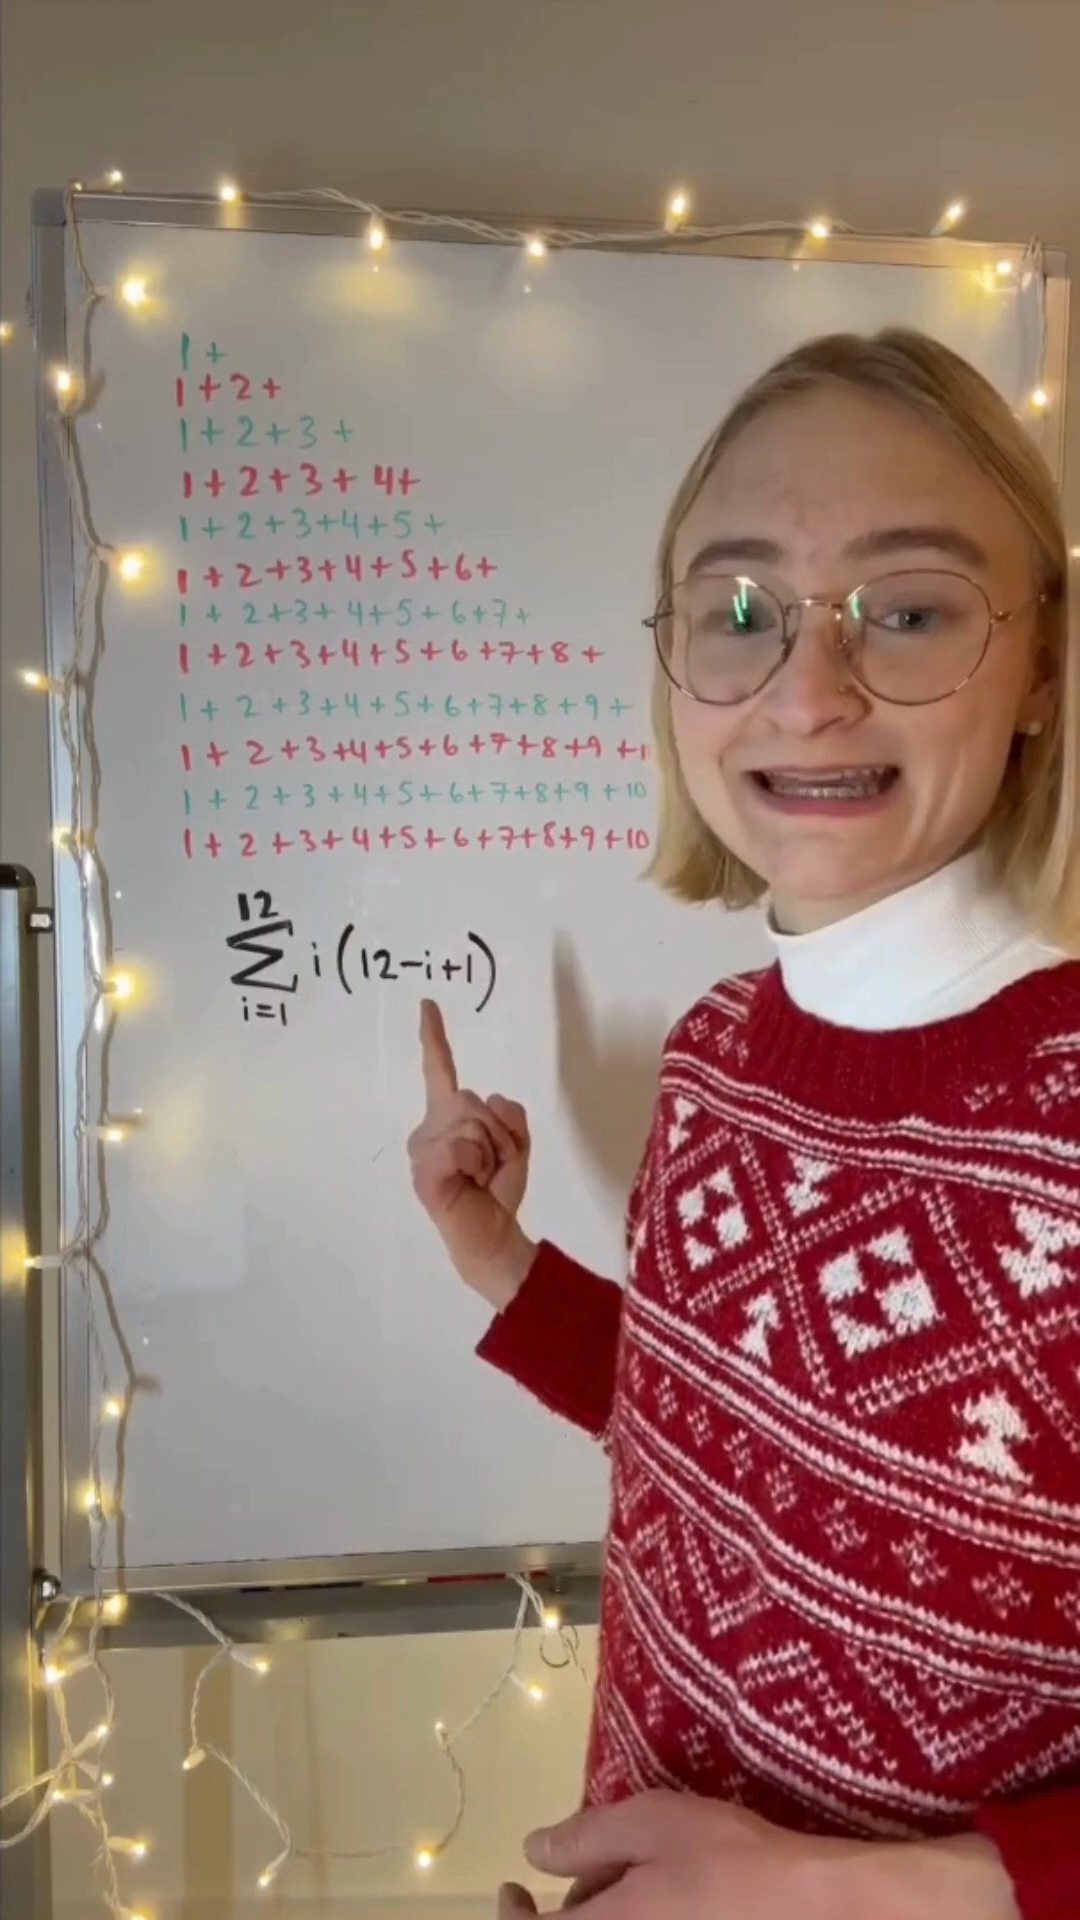 1 +
1 + 2 +
1 + 2 + 3 +
1 + 2 + 3 + 4 +
1 + 2 + 3 + 4 + 5 +
1 + 2 + 3 + 4 + 5 + 6 +
1 + 2 + 3 + 4 + 5 + 6 + 7 +
1 + 2 + 3 + 4 + 5 + 6 + 7 + 8 +
1 + 2 + 3 + 4 + 5 + 6 + 7 + 8 + 9 +
1 + 2 + 3 + 4 + 5 + 6 + 7 + 8 + 9 + 1
1 + 2 + 3 + 4 + 5 + 6 + 7 + 8 + 9 + 10
1 + 2 + 3 + 4 + 5 + 6 + 7 + 8 + 9 + 10
12
Σ i (12-i+1)
i=1